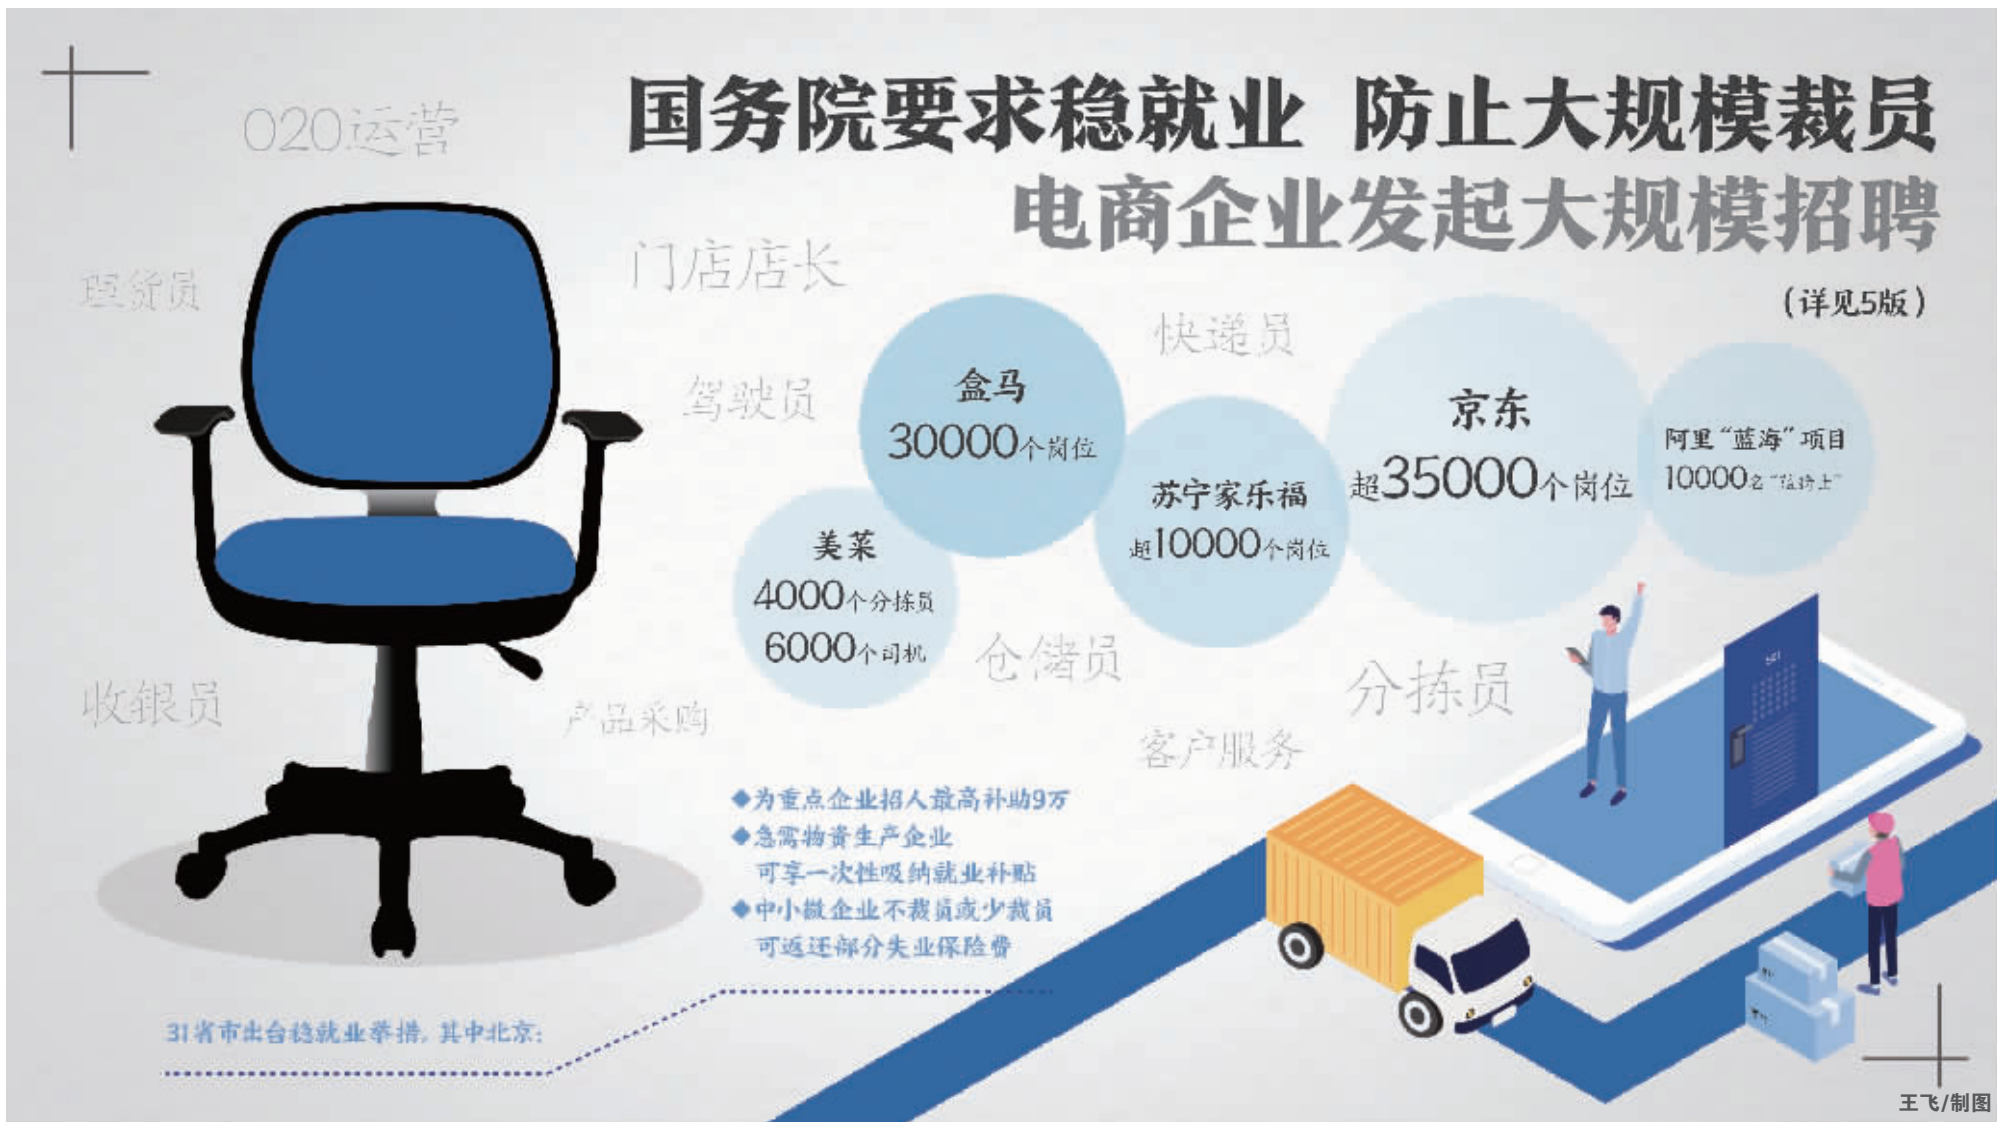 国务院要求稳就业 防止大规模裁员
电商企业发起大规模招聘
(详见5版)
O2O运营
理货员
门店店长
驾驶员
快递员
盒马
30000个岗位
京东
超35000个岗位
阿里“蓝海”项目
10000名
苏宁家乐福
超10000个岗位
美菜
4000个分拣员
6000个司机
仓储员
分拣员
收银员
产品采购
客户服务
◆为重点企业招人最高补助9万
◆急需物资生产企业
可享一次性吸纳就业补贴
◆中小微企业不裁员或少裁员
可返还部分失业保险费
31省市出台稳就业举措,其中北京:
王飞/制图